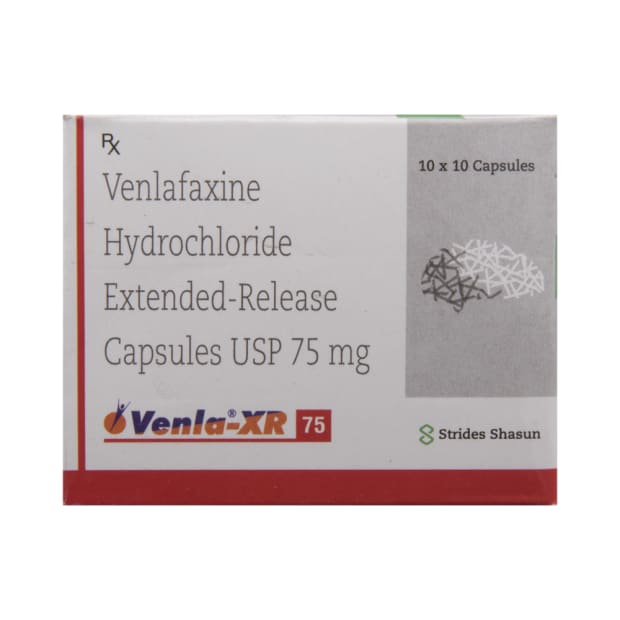 Rx
Venlafaxine
Hydrochloride
Extended-Release
Capsules USP 75 mg
Venla®-XR 75
10 x 10 Capsules
Strides Shasun